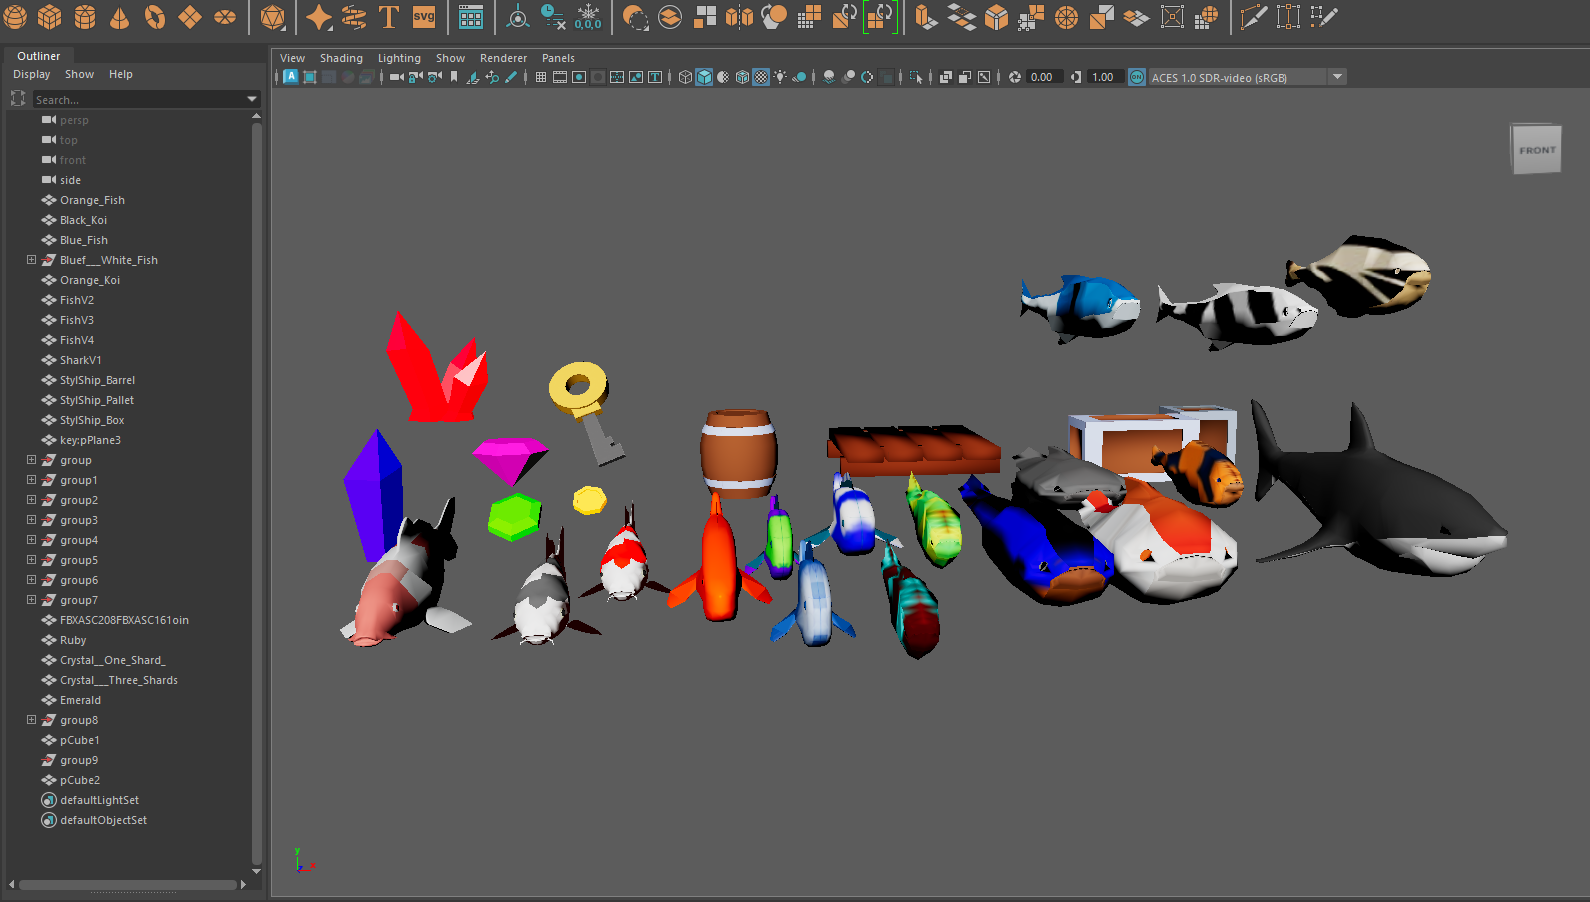 T
SVG
0,0,0
Outliner
Display Show Help
Search...
persp
top
front
side
Orange_Fish
Black_Koi
Blue_Fish
Bluef___White_Fish
Orange_Koi
FishV2
FishV3
FishV4
SharkV1
StylShip_Barrel
StylShip_Pallet
StylShip_Box
key:pPlane3
group
group1
group2
group3
group4
group5
group6
group7
FBXASC208FBXASC161oin
Ruby
Crystal__One_Shard_
Crystal___Three_Shards
Emerald
group8
pCube1
group9
pCube2
defaultLightSet
defaultObjectSet
View Shading Lighting Show Renderer Panels
A T 0.00 1.00 ON ACES 1.0 SDR-video (sRGB)
FRONT
y
z x